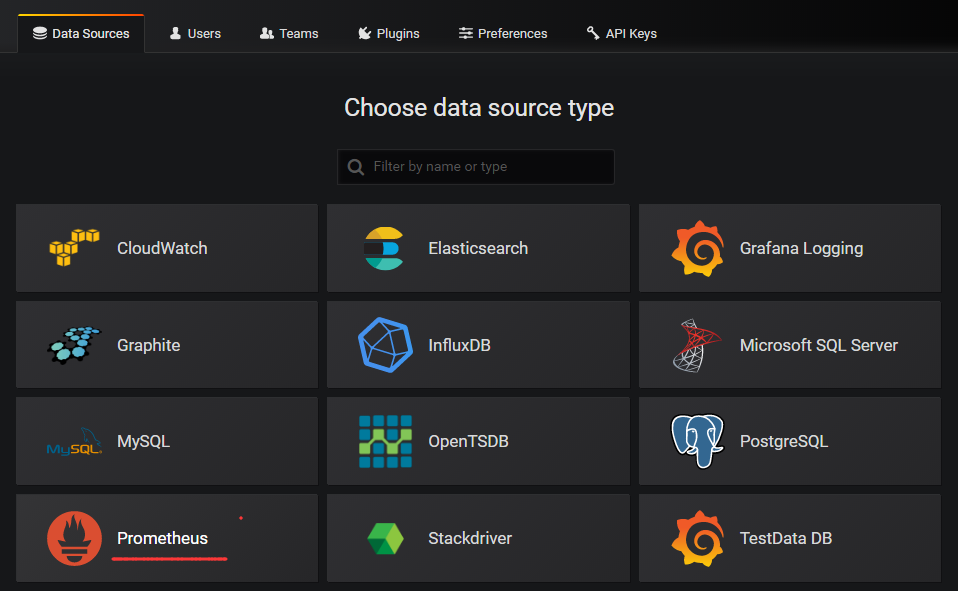 Data Sources Users Teams Plugins Preferences API Keys
Choose data source type
Filter by name or type
CloudWatch Elasticsearch Grafana Logging
Graphite InfluxDB Microsoft SQL Server
MySQL MySQL OpenTSDB PostgreSQL
Prometheus Stackdriver TestData DB